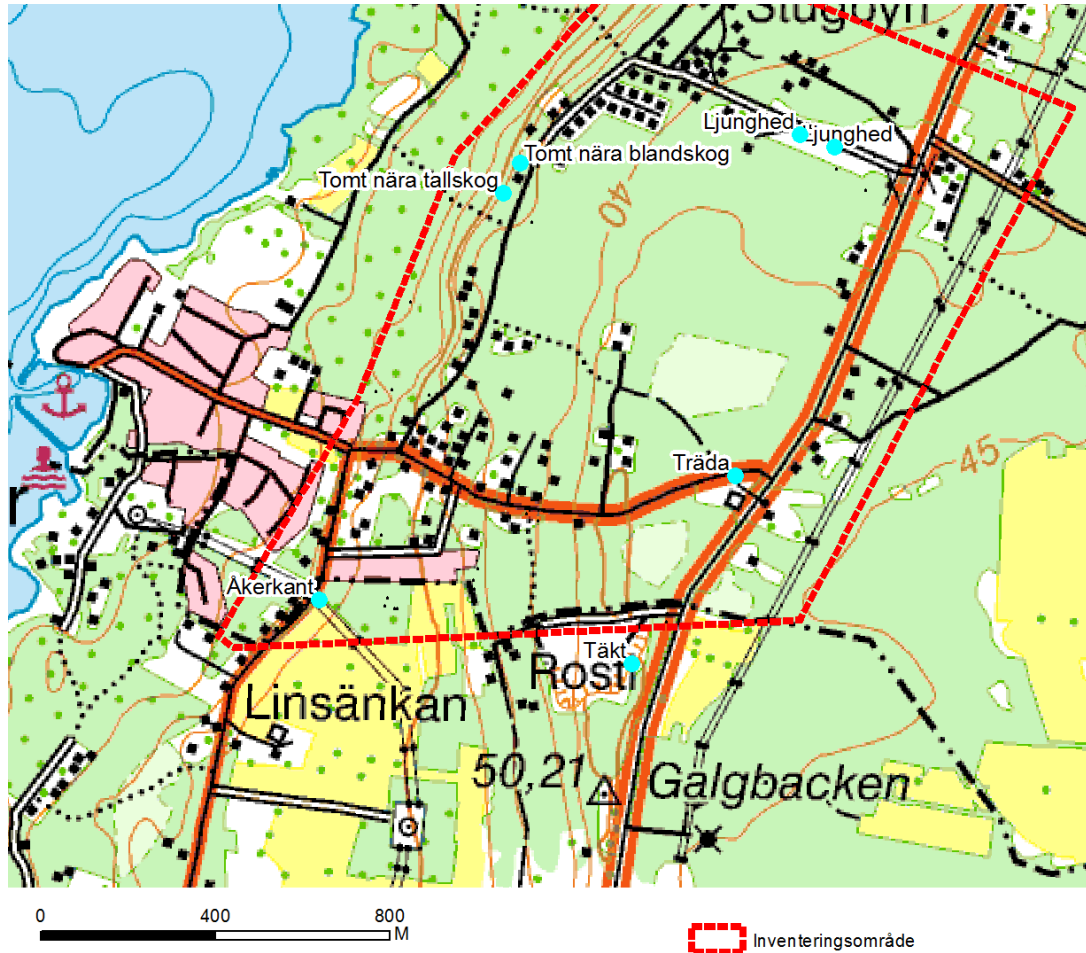 Stugbyn
Ljunghed
Ljunghed
Tomt nära blandskog
Tomt nära tallskog
40
45
Träda
Åkerkant
Täkt
Linsänkan
50,21
Galgbacken
0
400
800
M
Inventeringsområde